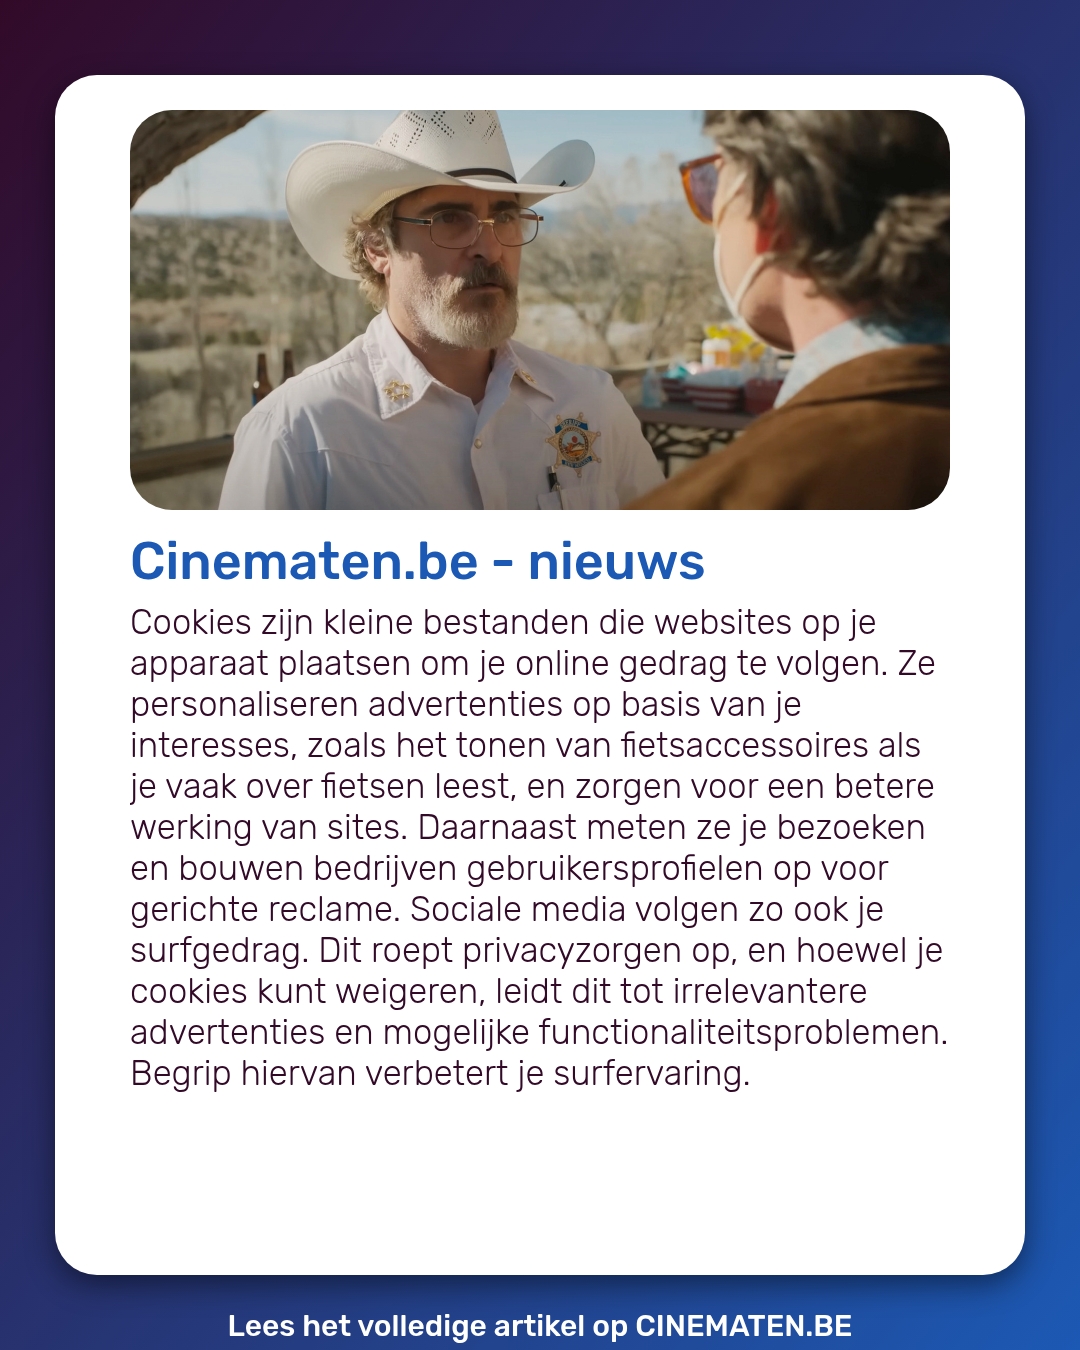 Cinematen.be - nieuws
Cookies zijn kleine bestanden die websites op je
apparaat plaatsen om je online gedrag te volgen. Ze
personaliseren advertenties op basis van je
interesses, zoals het tonen van fietsaccessoires als
je vaak over fietsen leest, en zorgen voor een betere
werking van sites. Daarnaast meten ze je bezoeken
en bouwen bedrijven gebruikersprofielen op voor
gerichte reclame. Sociale media volgen zo ook je
surfgedrag. Dit roept privacyzorgen op, en hoewel je
cookies kunt weigeren, leidt dit tot irrelevantere
advertenties en mogelijke functionaliteitsproblemen.
Begrip hiervan verbetert je surfervaring.
Lees het volledige artikel op CINEMATEN.BE